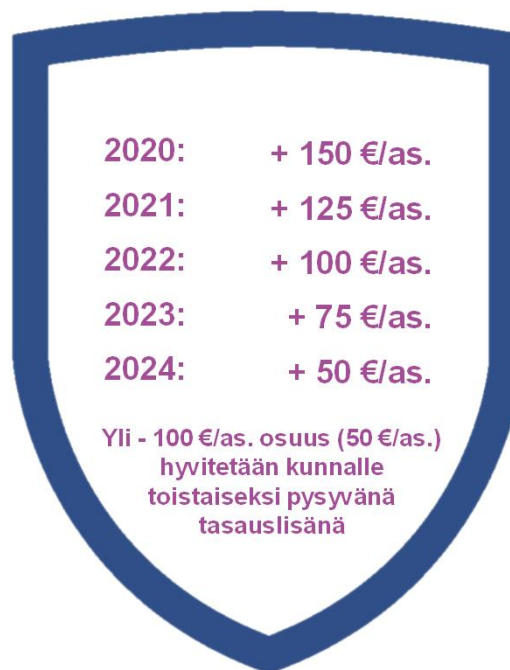 2020: + 150 €/as.
2021: + 125 €/as.
2022: + 100 €/as.
2023: + 75 €/as.
2024: + 50 €/as.
Yli - 100 €/as. osuus (50 €/as.)
hyvitetään kunnalle
toistaiseksi pysyvänä
tasauslisänä